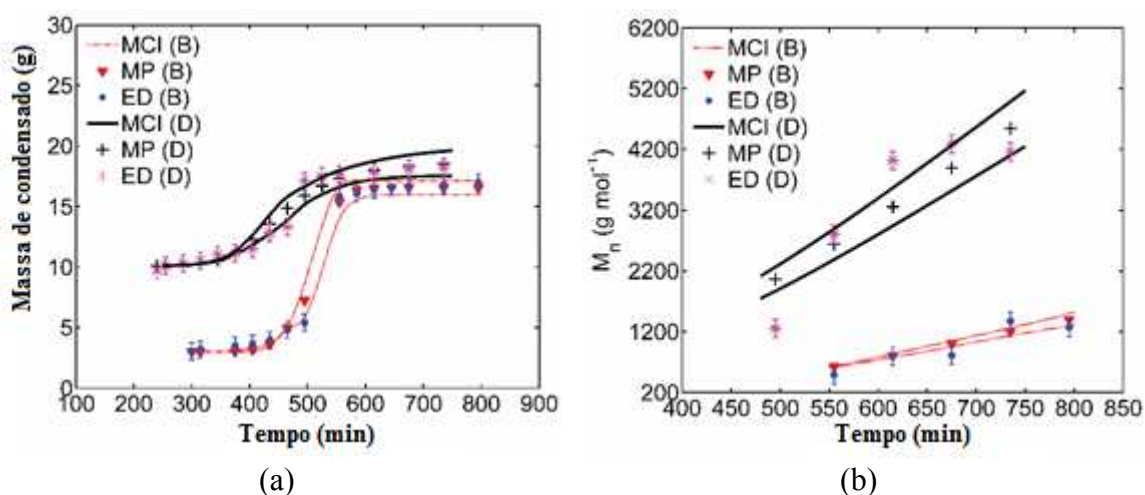 Massa de condensado (g)
30
25
20
15
10
5
0
MCI (B)
MP (B)
ED (B)
MCI (D)
MP (D)
ED (D)
100 200 300 400 500 600 700 800 900
Tempo (min)
(a)
Mn (g mol⁻¹)
6200
5200
4200
3200
2200
1200
200
MCI (B)
MP (B)
ED (B)
MCI (D)
MP (D)
ED (D)
400 450 500 550 600 650 700 750 800 850
Tempo (min)
(b)